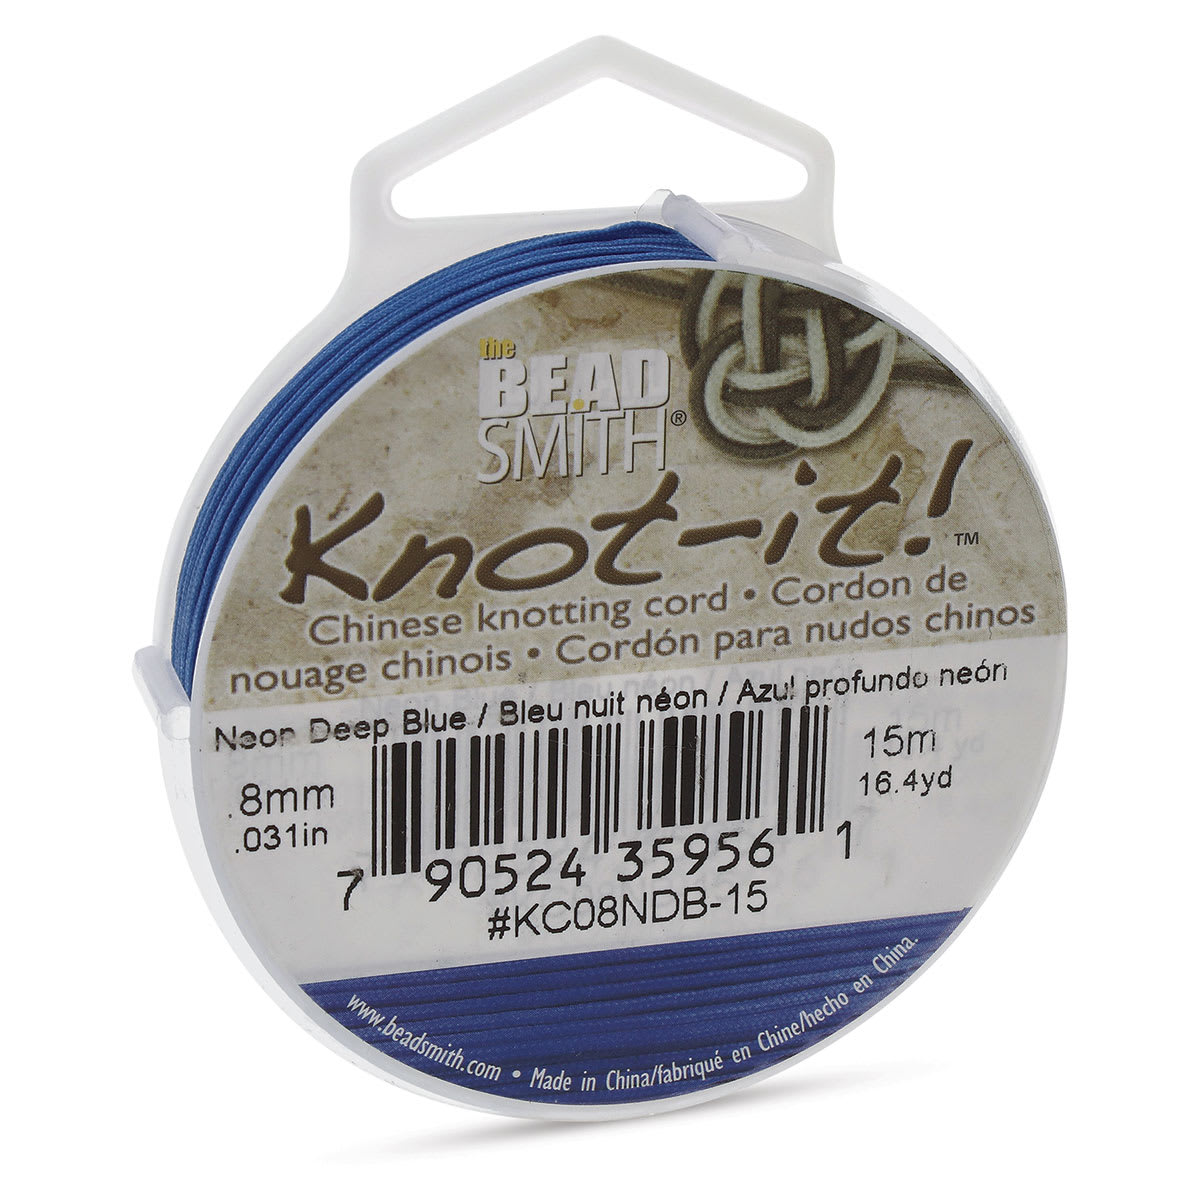 the
BEAD
SMITH®
Knot-it!™
Chinese knotting cord • Cordon de
nouage chinois • Cordón para nudos chinos
Neon Deep Blue / Bleu nuit néon / Azul profundo neón
.8mm
.031in
15m
16.4yd
7 90524 35956 1
#KC08NDB-15
www.beadsmith.com • Made in China/fabriqué en Chine/hecho en China.